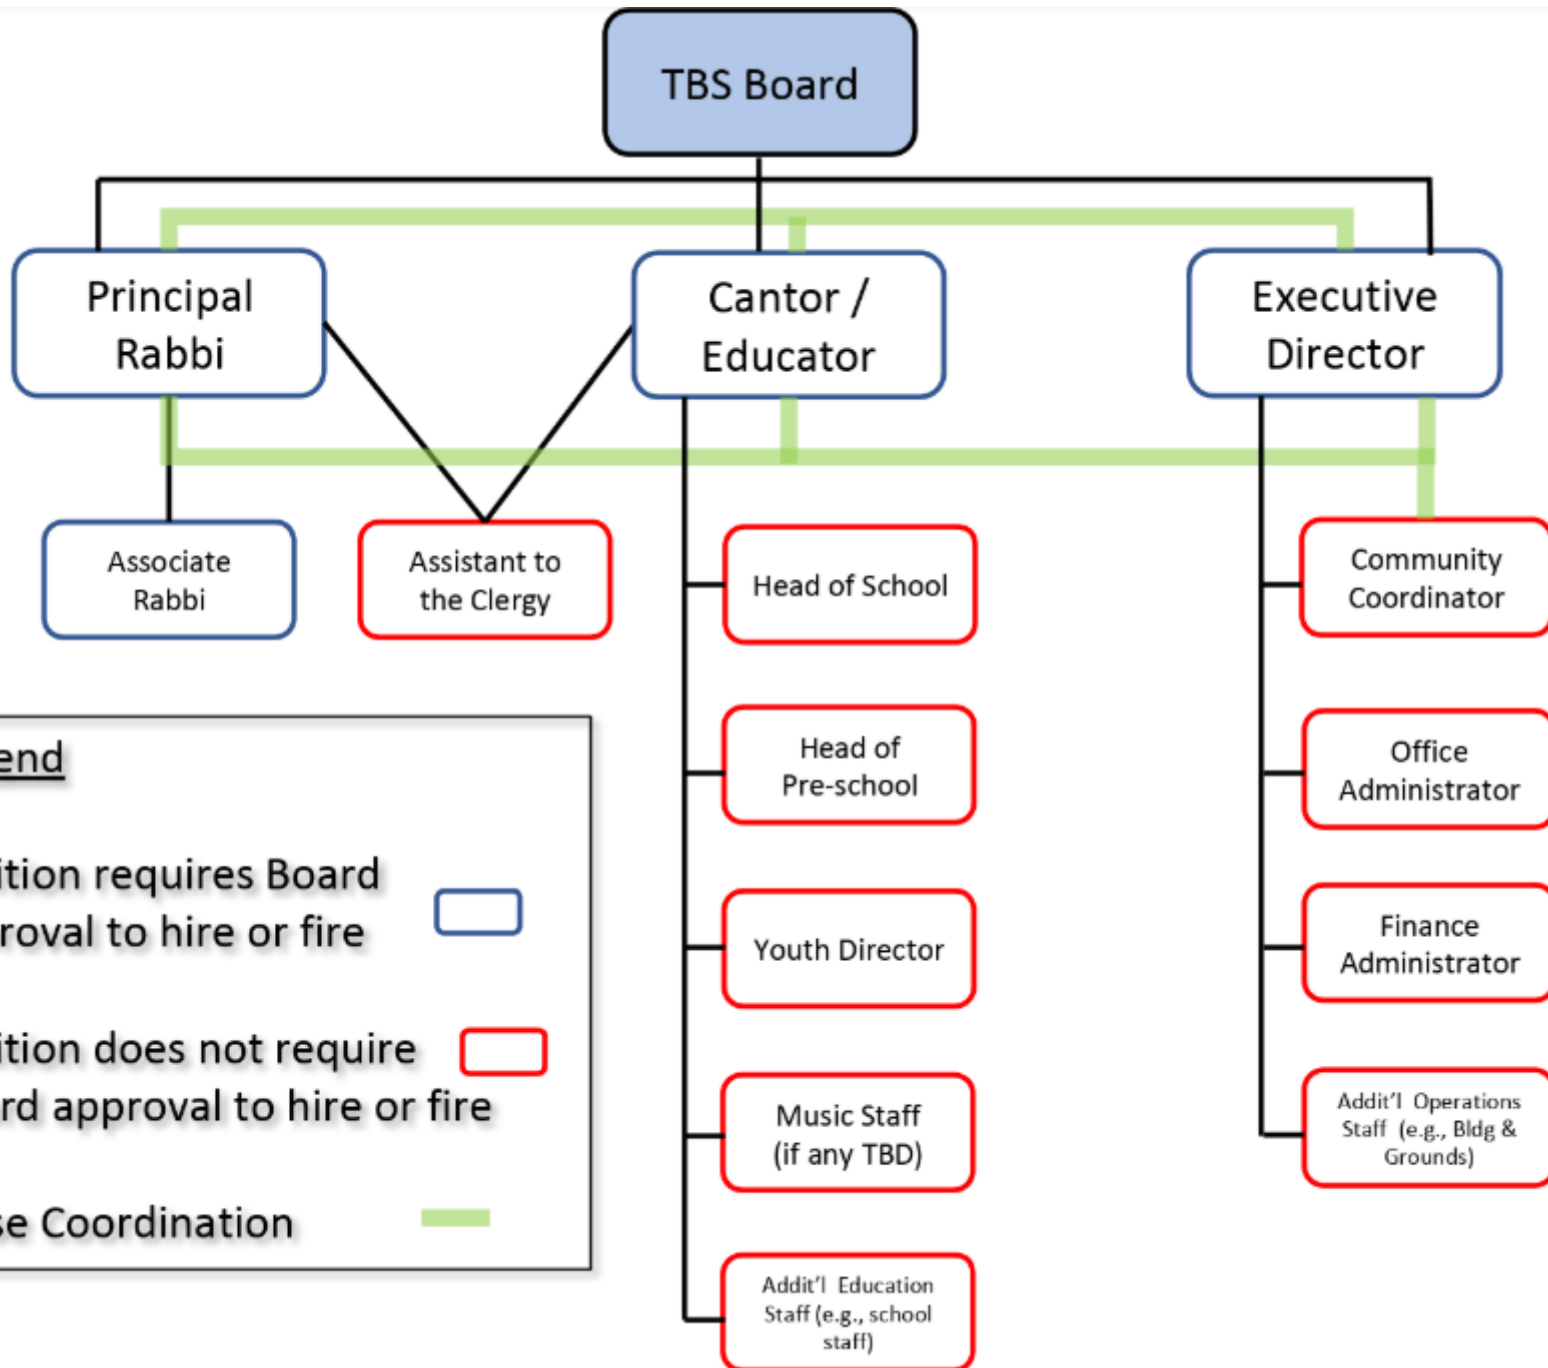 TBS Board
Principal
Rabbi
Cantor /
Educator
Executive
Director
Associate
Rabbi
Assistant to
the Clergy
Head of School
Community
Coordinator
Head of
Pre-school
Office
Administrator
Youth Director
Finance
Administrator
Music Staff
(if any TBD)
Addit'l Operations
Staff (e.g., Bldg &
Grounds)
Addit'l Education
Staff (e.g., school
staff)
end
ition requires Board
roval to hire or fire
ition does not require
rd approval to hire or fire
se Coordination